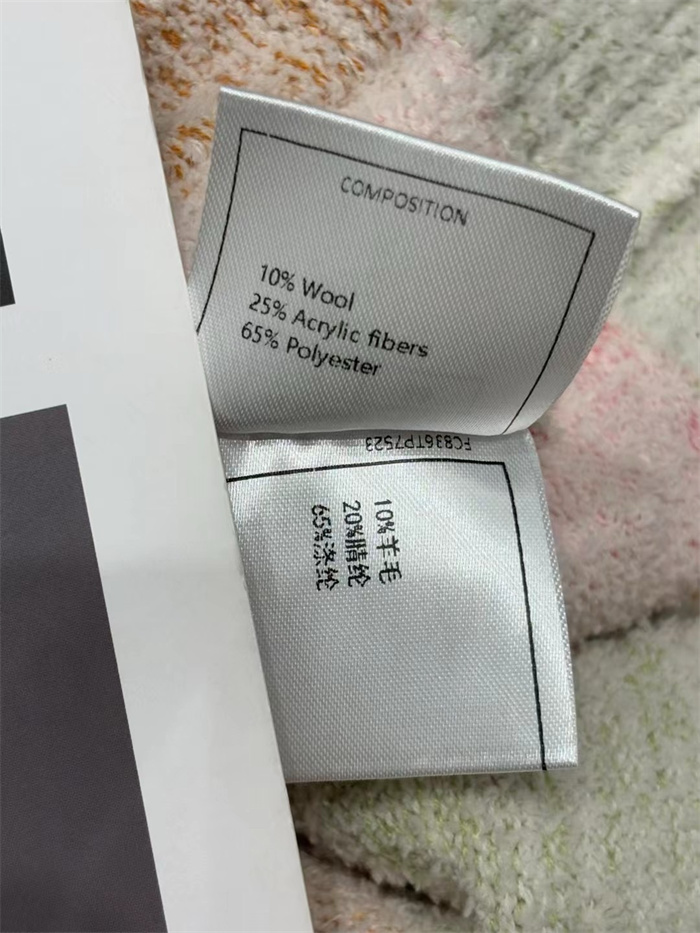 COMPOSITION
10% Wool
25% Acrylic fibers
65% Polyester
FC836TP7523
10%羊毛
20%腈纶
65%涤纶